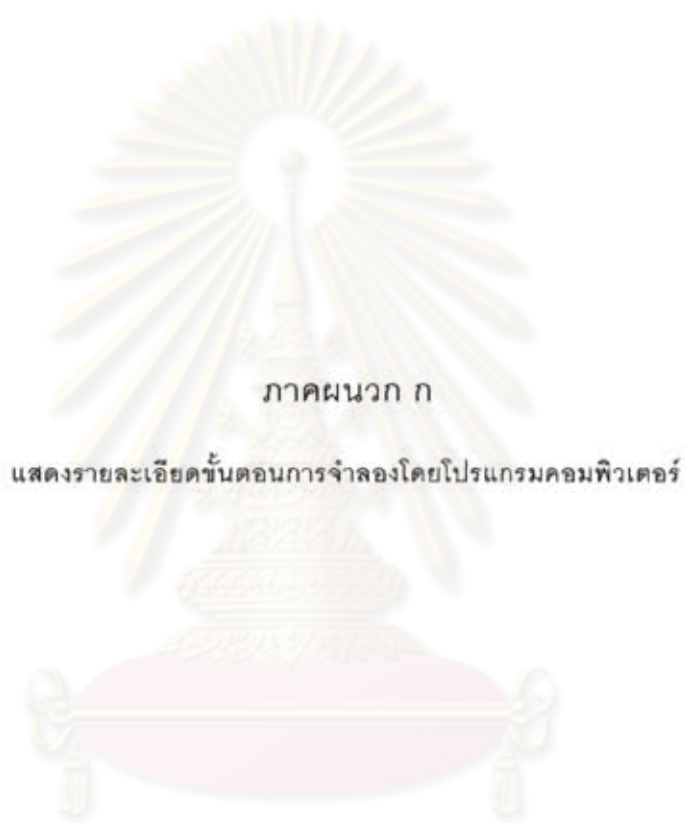 ภาคผนวก ก
แสดงรายละเอียดขั้นตอนการจำลองโดยโปรแกรมคอมพิวเตอร์